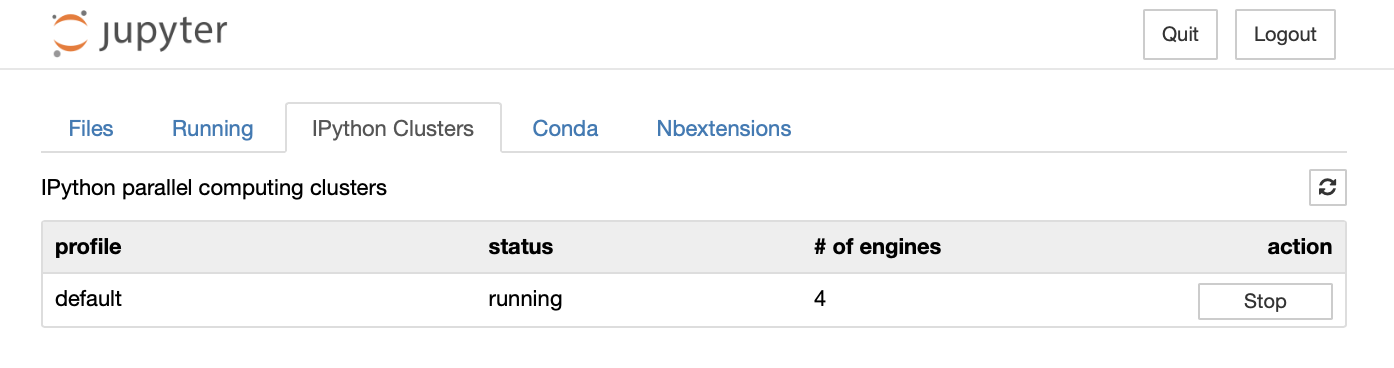 jupyter Quit Logout
Files Running IPython Clusters Conda Nbextensions
IPython parallel computing clusters
profile status # of engines action
default running 4 Stop